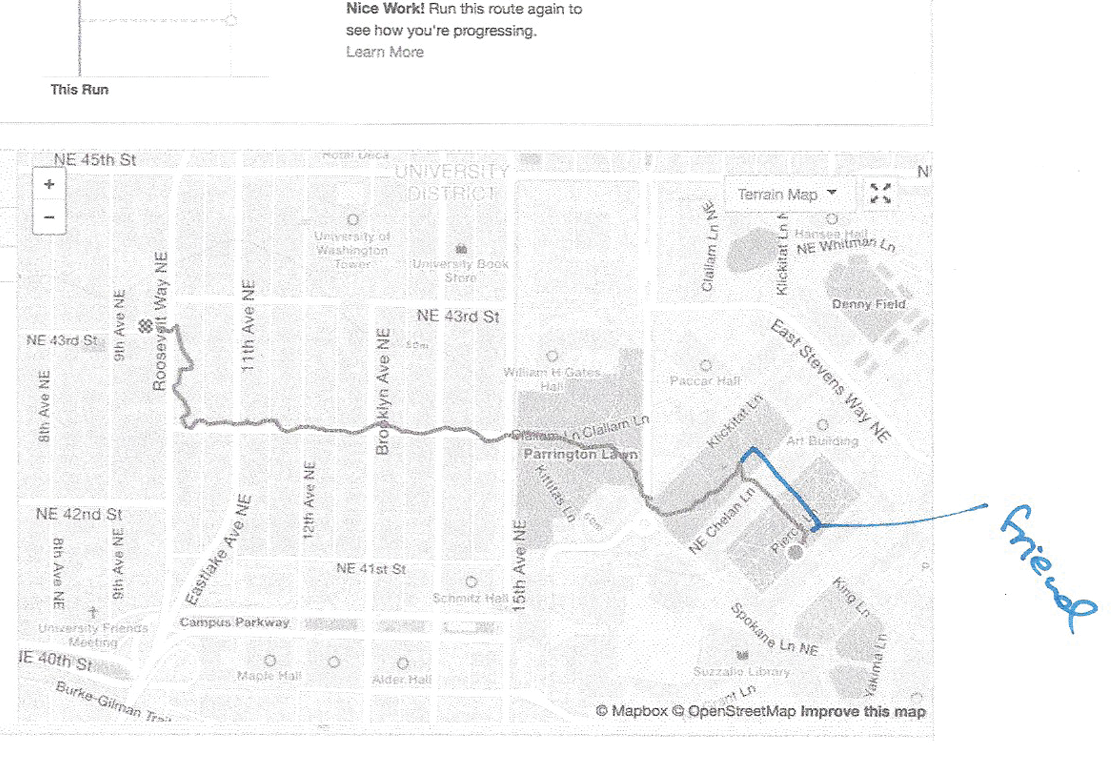 Nice Work! Run this route again to
see how you're progressing.
Learn More
This Run
NE 45th St
Hotel Deca
UNIVERSITY
DISTRICT
Terrain Map
+
−
University of
Washington
Tower
University Book
Store
Clallam Ln NE
Klickitat Ln N
Hansee Hall
NE Whitman Ln
Denny Field
Roosevelt Way NE
9th Ave NE
11th Ave NE
NE 43rd St
NE 43rd St
50m
Brooklyn Ave NE
8th Ave NE
William H Gates
Hall
Paccar Hall
East Stevens Way NE
Klickitat Ln
Art Building
Clallam Ln Clallam Ln
Parrington Lawn
Kittitas Ln
12th Ave NE
NE 42nd St
NE Chelan Ln
Pierce Ln
friend
Eastlake Ave NE
15th Ave NE
8th Ave NE
9th Ave NE
NE 41st St
Schmitz Hall
King Ln
Campus Parkway
University Friends
Meeting
Spokane Ln NE
Yakima Ln
NE 40th St
Maple Hall
Alder Hall
Suzzallo Library
Burke-Gilman Trai
© Mapbox © OpenStreetMap Improve this map